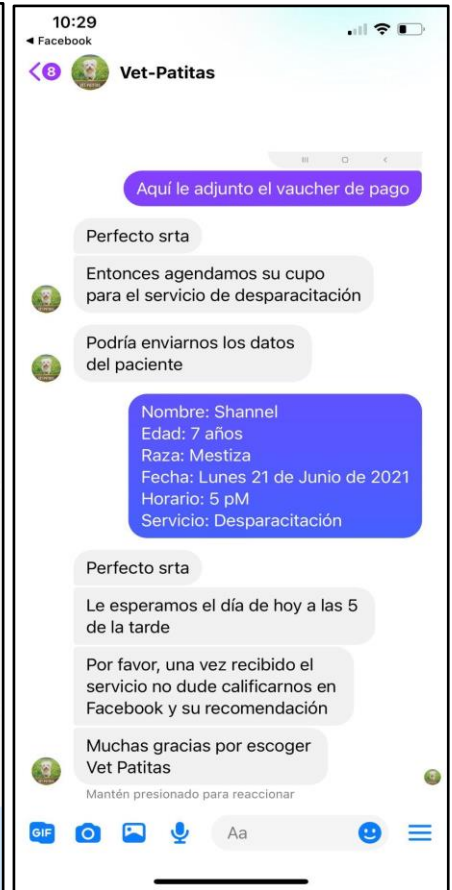 10:29
◄ Facebook
8
Vet-Patitas
Aquí le adjunto el vaucher de pago
Perfecto srta
Entonces agendamos su cupo
para el servicio de desparacitación
Podría enviarnos los datos
del paciente
Nombre: Shannel
Edad: 7 años
Raza: Mestiza
Fecha: Lunes 21 de Junio de 2021
Horario: 5 pM
Servicio: Desparacitación
Perfecto srta
Le esperamos el día de hoy a las 5
de la tarde
Por favor, una vez recibido el
servicio no dude calificarnos en
Facebook y su recomendación
Muchas gracias por escoger
Vet Patitas
Mantén presionado para reaccionar
GIF
Aa